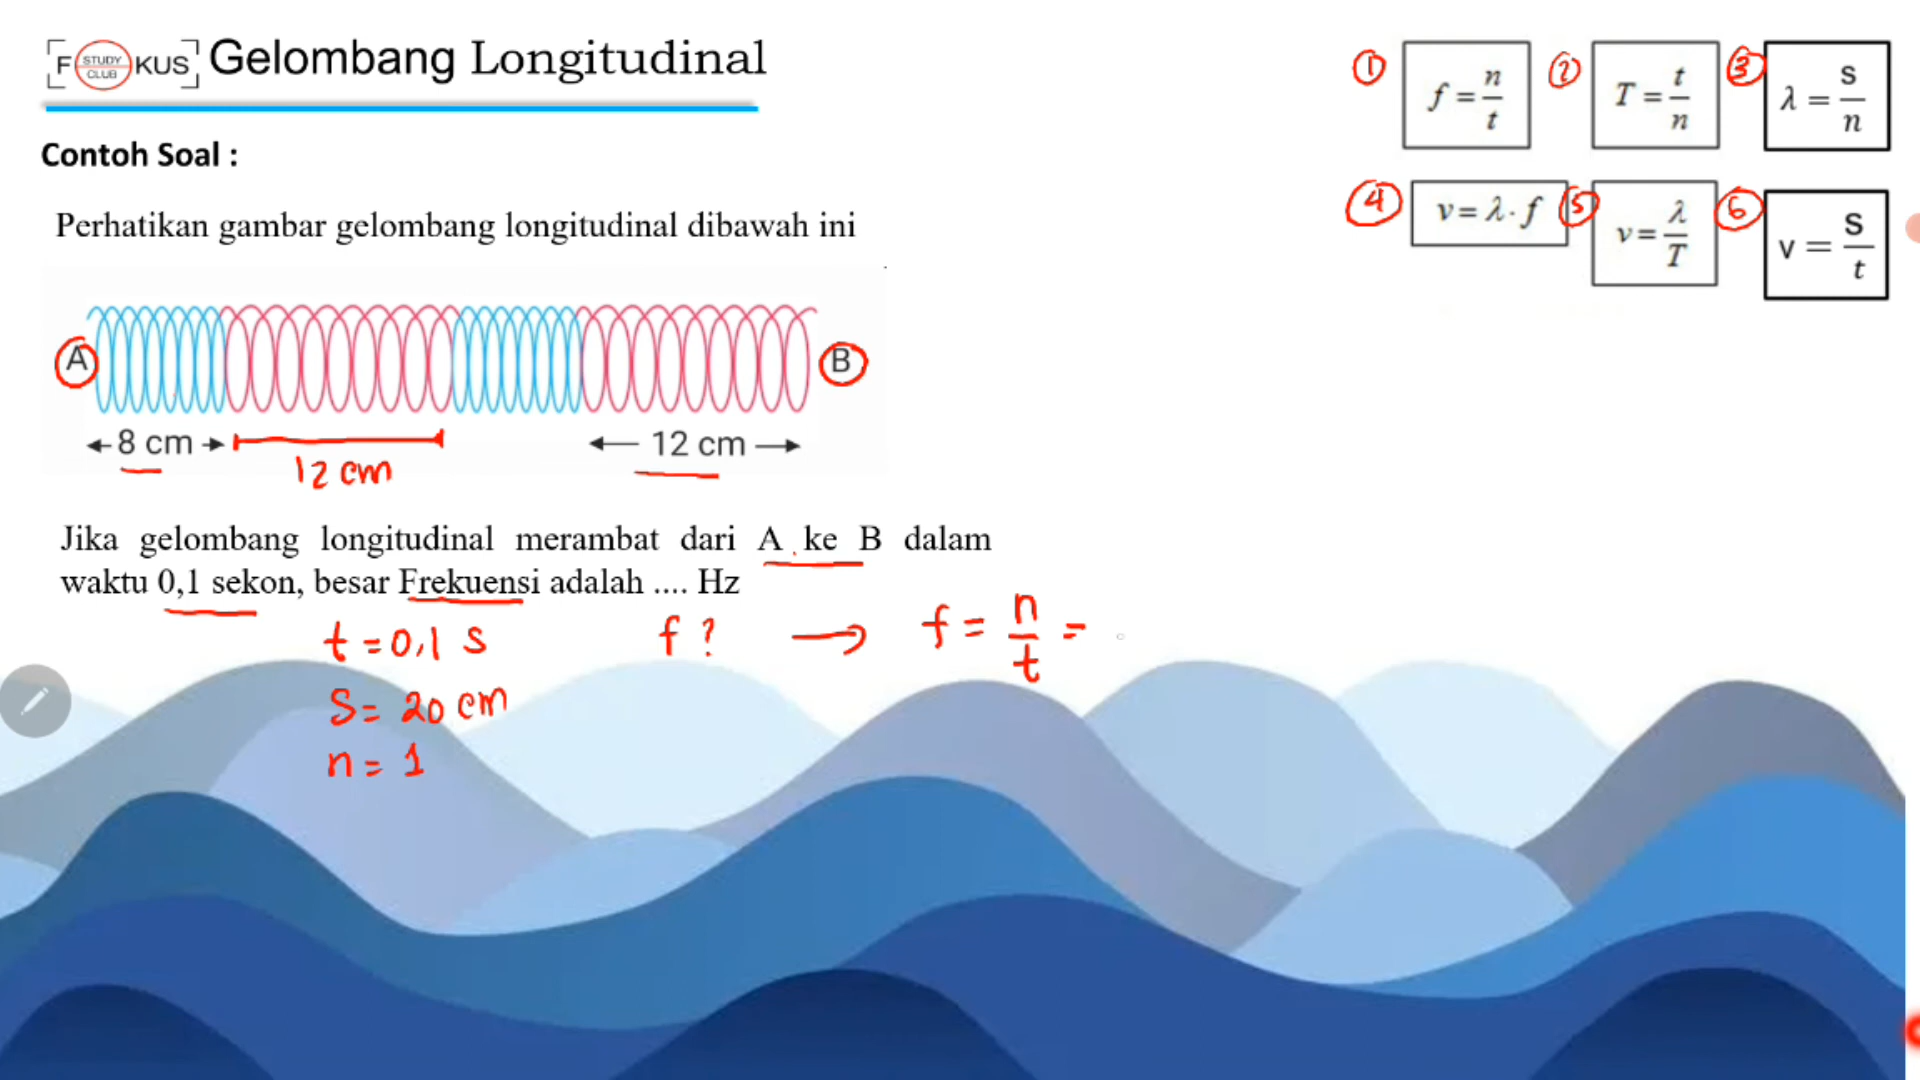 FOKUS STUDY CLUB Gelombang Longitudinal
① f = n/t ② T = t/n ③ λ = s/n
④ v = λ · f ⑤ v = λ/T ⑥ v = s/t
Contoh Soal :
Perhatikan gambar gelombang longitudinal dibawah ini
A B
8 cm 12 cm 12 cm
Jika gelombang longitudinal merambat dari A ke B dalam
waktu 0,1 sekon, besar Frekuensi adalah .... Hz
t = 0,1 s f ? → f = n/t =
S = 20 cm
n = 1